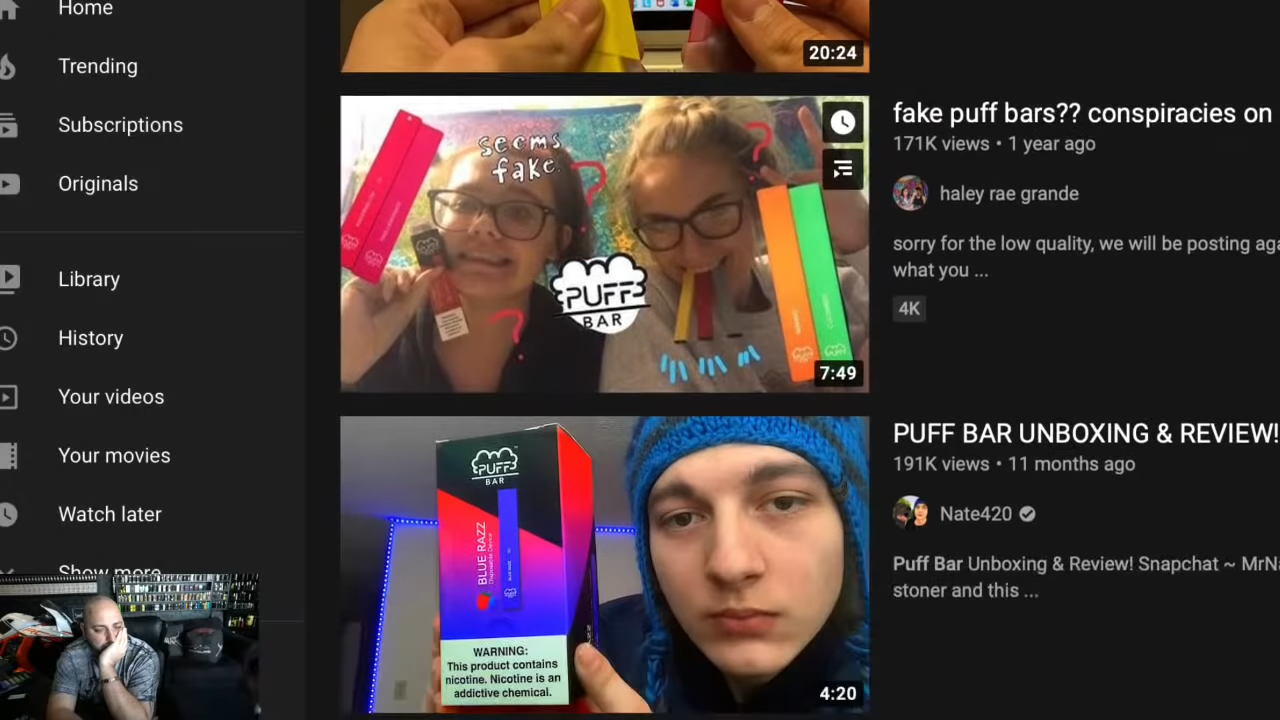 Home
Trending
Subscriptions
Originals
Library
History
Your videos
Your movies
Watch later
Show more
20:24
seems
fake.
PUFF
BAR
7:49
fake puff bars?? conspiracies on
171K views • 1 year ago
haley rae grande
sorry for the low quality, we will be posting aga
what you ...
4K
PUFF
BAR
BLUE RAZZ
Disposable Device
WARNING:
This product contains
nicotine. Nicotine is an
addictive chemical.
4:20
PUFF BAR UNBOXING & REVIEW!
191K views • 11 months ago
Nate420
Puff Bar Unboxing & Review! Snapchat ~ MrNa
stoner and this ...